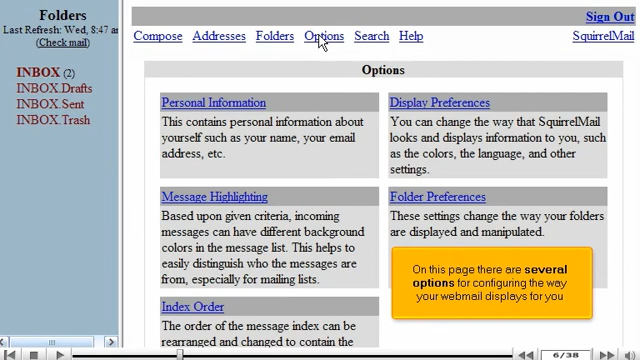 Folders
Last Refresh: Wed, 8:47 ar
(Check mail)
INBOX (2)
INBOX.Drafts
INBOX.Sent
INBOX.Trash
Sign Out
Compose Addresses Folders Options Search Help SquirrelMail
Options
Personal Information
This contains personal information about
yourself such as your name, your email
address, etc.
Display Preferences
You can change the way that SquirrelMail
looks and displays information to you, such
as the colors, the language, and other
settings.
Message Highlighting
Based upon given criteria, incoming
messages can have different background
colors in the message list. This helps to
easily distinguish who the messages are
from, especially for mailing lists.
Folder Preferences
These settings change the way your folders
are displayed and manipulated.
On this page there are several
options for configuring the way
your webmail displays for you
Index Order
The order of the message index can be
rearranged and changed to contain the
6/38